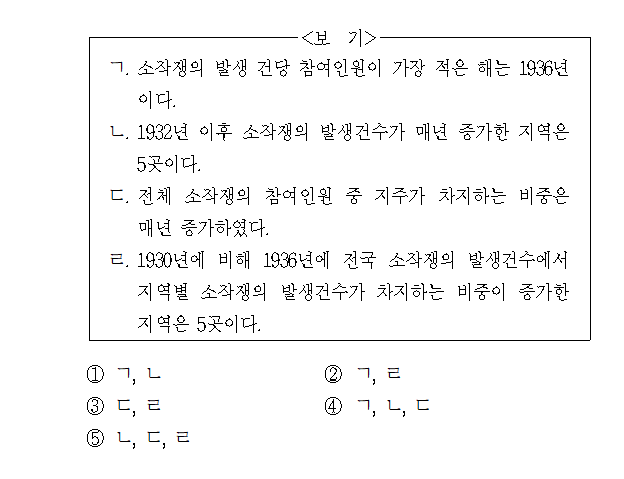 <보 기>
ㄱ. 소작쟁의 발생 건당 참여인원이 가장 적은 해는 1936년
이다.
ㄴ. 1932년 이후 소작쟁의 발생건수가 매년 증가한 지역은
5곳이다.
ㄷ. 전체 소작쟁의 참여인원 중 지주가 차지하는 비중은
매년 증가하였다.
ㄹ. 1930년에 비해 1936년에 전국 소작쟁의 발생건수에서
지역별 소작쟁의 발생건수가 차지하는 비중이 증가한
지역은 5곳이다.
① ㄱ, ㄴ ② ㄱ, ㄹ
③ ㄷ, ㄹ ④ ㄱ, ㄴ, ㄷ
⑤ ㄴ, ㄷ, ㄹ